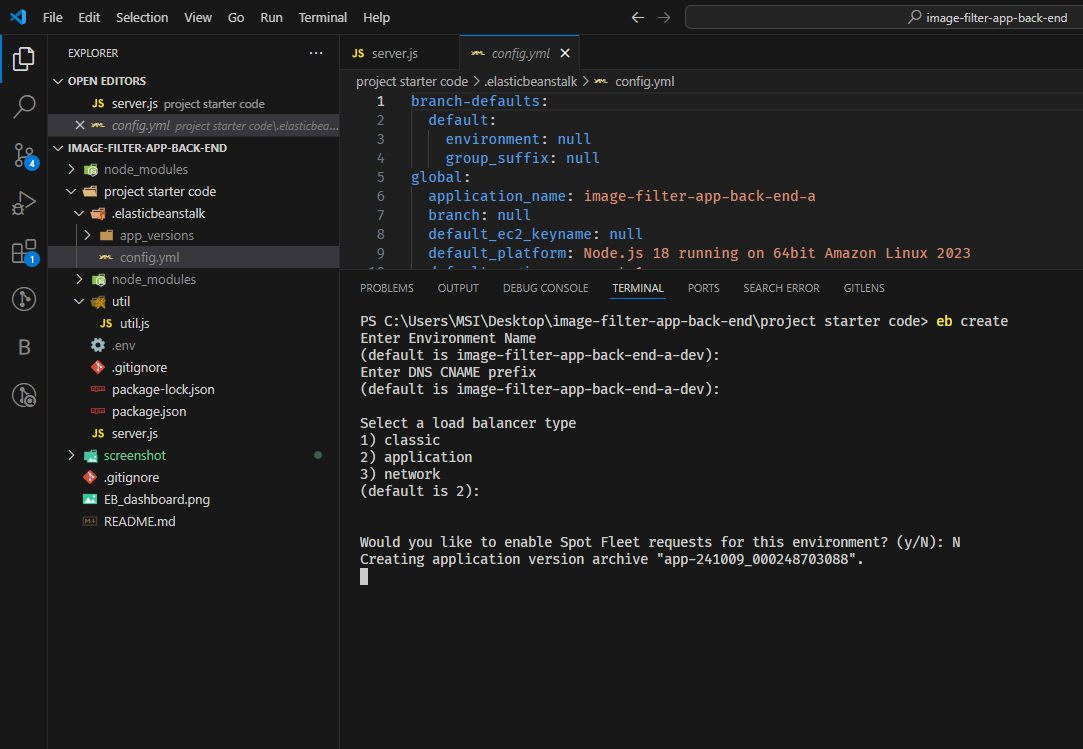 File Edit Selection View Go Run Terminal Help
image-filter-app-back-end
EXPLORER
OPEN EDITORS
JS server.js project starter code
config.yml project starter code\.elasticbea...
IMAGE-FILTER-APP-BACK-END
node_modules
project starter code
.elasticbeanstalk
app_versions
config.yml
node_modules
util
JS util.js
.env
.gitignore
package-lock.json
package.json
JS server.js
screenshot
.gitignore
EB_dashboard.png
README.md
4
1
B
JS server.js
config.yml
project starter code > .elasticbeanstalk > config.yml
1 branch-defaults:
2 default:
3 environment: null
4 group_suffix: null
5 global:
6 application_name: image-filter-app-back-end-a
7 branch: null
8 default_ec2_keyname: null
9 default_platform: Node.js 18 running on 64bit Amazon Linux 2023
PROBLEMS OUTPUT DEBUG CONSOLE TERMINAL PORTS SEARCH ERROR GITLENS
PS C:\Users\MSI\Desktop\image-filter-app-back-end\project starter code> eb create
Enter Environment Name
(default is image-filter-app-back-end-a-dev):
Enter DNS CNAME prefix
(default is image-filter-app-back-end-a-dev):
Select a load balancer type
1) classic
2) application
3) network
(default is 2):
Would you like to enable Spot Fleet requests for this environment? (y/N): N
Creating application version archive "app-241009_000248703088".